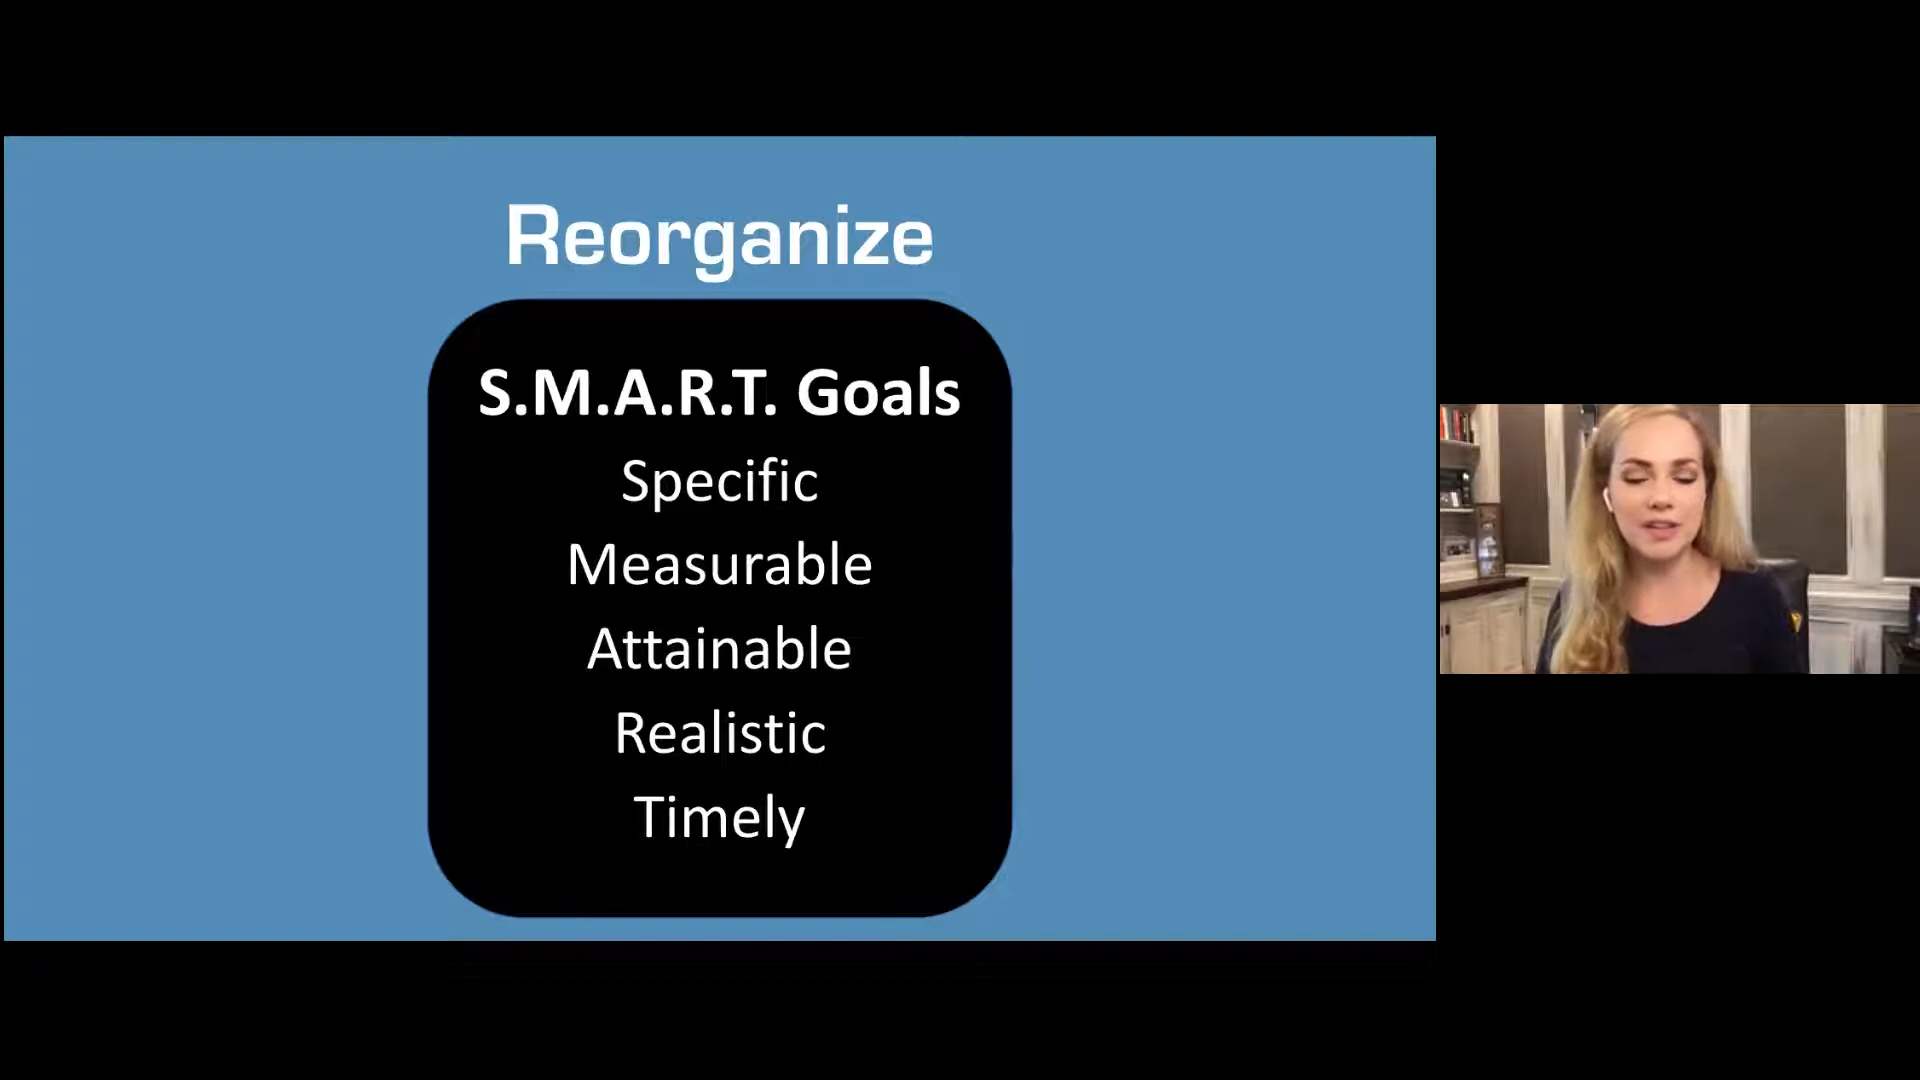 Reorganize
S.M.A.R.T. Goals
Specific
Measurable
Attainable
Realistic
Timely